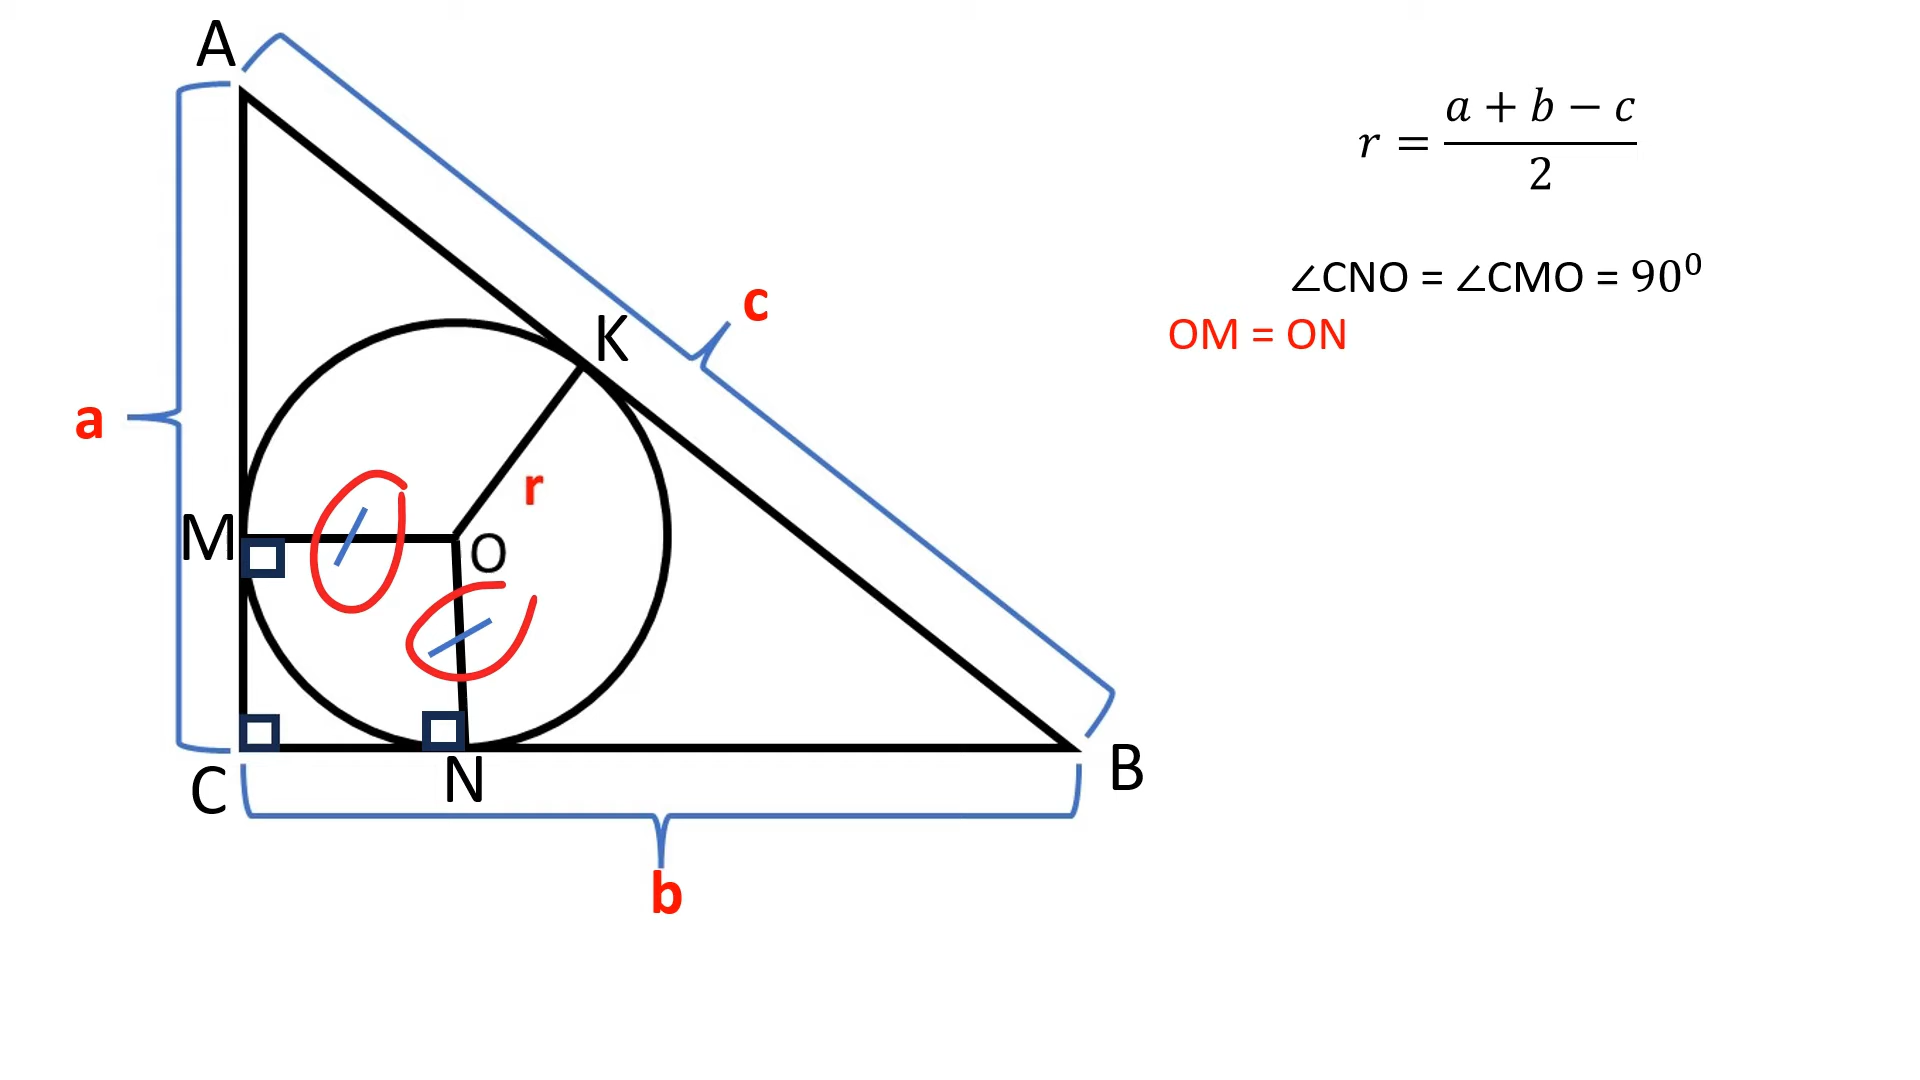 A
r = a + b − c / 2
∠CNO = ∠CMO = 90⁰
c
K
OM = ON
a
r
M
O
C
N
B
b